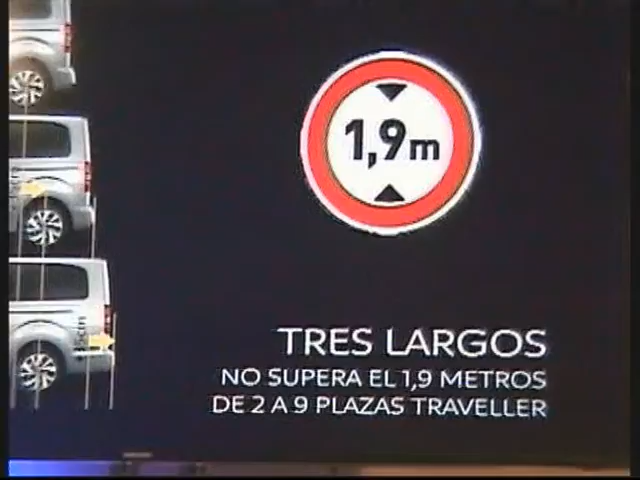 1,9m
TRES LARGOS
NO SUPERA EL 1,9 METROS
DE 2 A 9 PLAZAS TRAVELLER